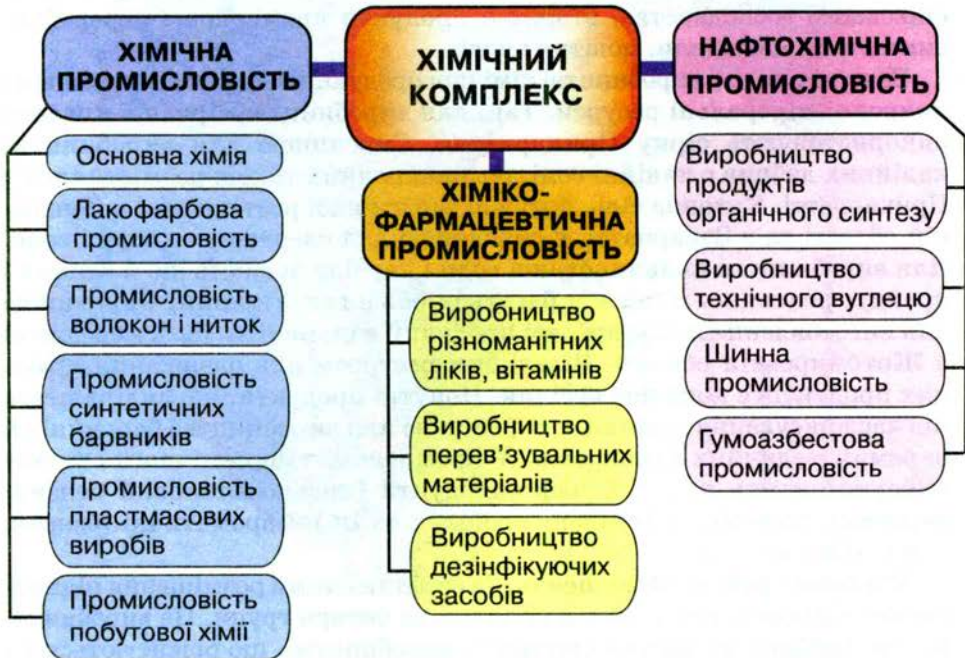 ХІМІЧНИЙ
КОМПЛЕКС
ХІМІЧНА
ПРОМИСЛОВІСТЬ
Основна хімія
Лакофарбова
промисловість
Промисловість
волокон і ниток
Промисловість
синтетичних
барвників
Промисловість
пластмасових
виробів
Промисловість
побутової хімії
ХІМІКО-
ФАРМАЦЕВТИЧНА
ПРОМИСЛОВІСТЬ
Виробництво
різноманітних
ліків, вітамінів
Виробництво
перев’язувальних
матеріалів
Виробництво
дезінфікуючих
засобів
НАФТОХІМІЧНА
ПРОМИСЛОВІСТЬ
Виробництво
продуктів
органічного синтезу
Виробництво
технічного вуглецю
Шинна
промисловість
Гумоазбестова
промисловість